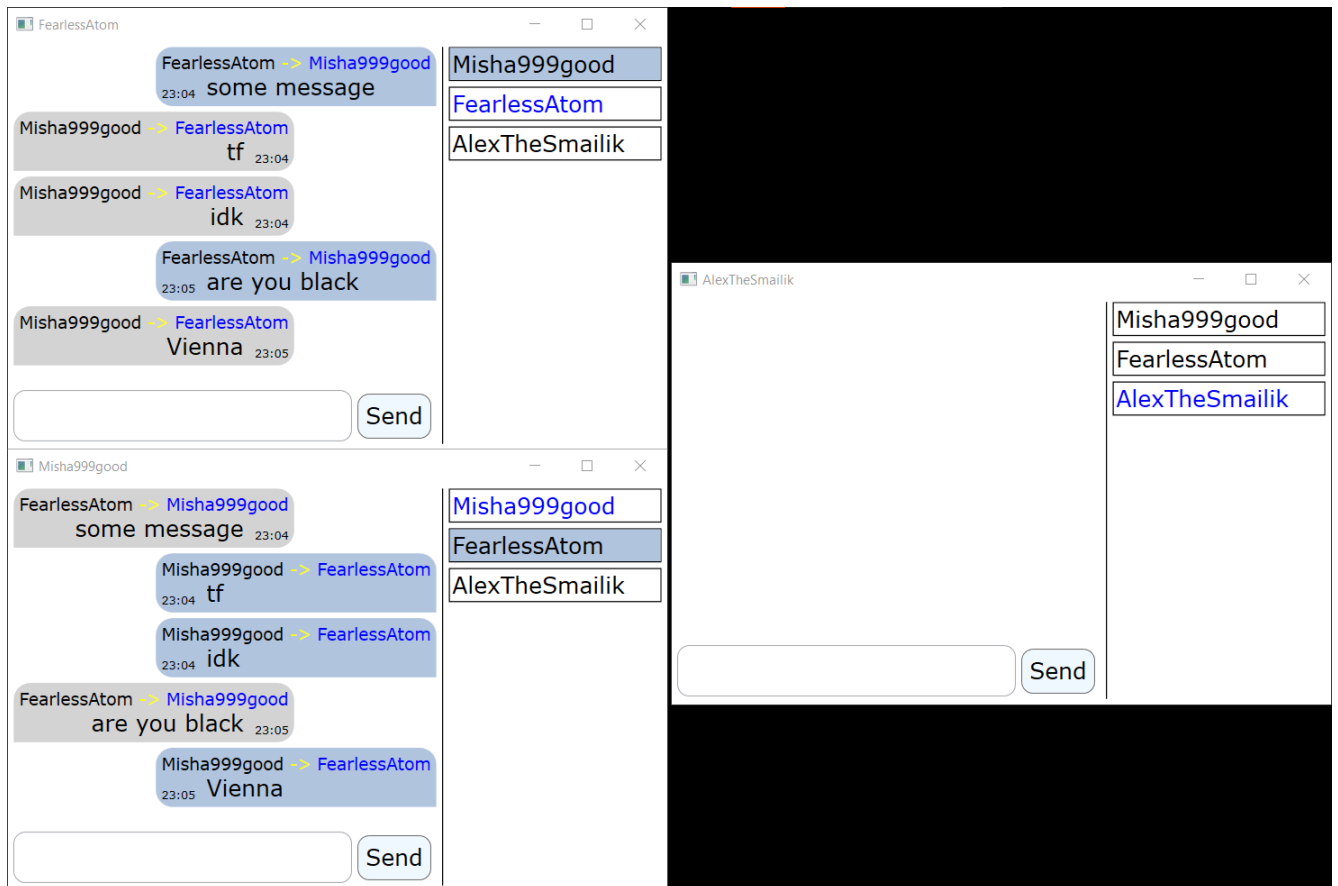 FearlessAtom
FearlessAtom -> Misha999good
23:04 some message
Misha999good -> FearlessAtom
tf 23:04
Misha999good -> FearlessAtom
idk 23:04
FearlessAtom -> Misha999good
23:05 are you black
Misha999good -> FearlessAtom
Vienna 23:05
Send
Misha999good
FearlessAtom
AlexTheSmailik
Misha999good
FearlessAtom -> Misha999good
some message 23:04
Misha999good -> FearlessAtom
23:04 tf
Misha999good -> FearlessAtom
23:04 idk
FearlessAtom -> Misha999good
are you black 23:05
Misha999good -> FearlessAtom
23:05 Vienna
Send
Misha999good
FearlessAtom
AlexTheSmailik
AlexTheSmailik
Misha999good
FearlessAtom
AlexTheSmailik
Send